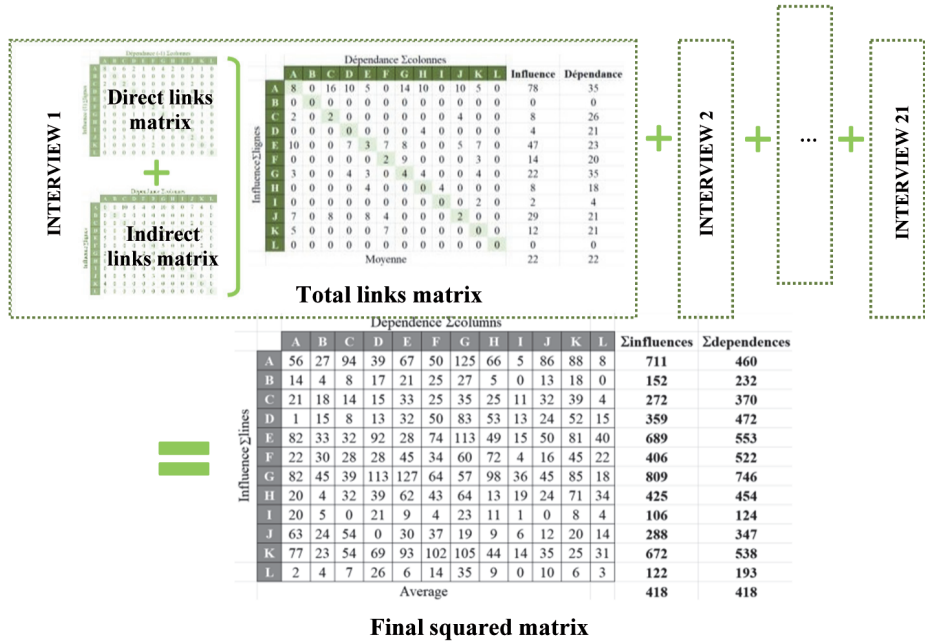 INTERVIEW 1
Direct links
matrix
+
Indirect
links matrix
Dépendance Σcolonnes
A B C D E F G H I J K L Influence Dépendance
InfluenceΣlignes
A 8 0 16 10 5 0 14 10 0 10 5 0 78 35
B 0 0 0 0 0 0 0 0 0 0 0 0 0 0
C 2 0 2 0 0 0 0 0 0 4 0 0 8 26
D 0 0 0 0 0 0 0 4 0 0 0 0 4 21
E 10 0 0 7 3 7 8 0 0 5 7 0 47 23
F 0 0 0 0 0 2 9 0 0 0 3 0 14 20
G 3 0 0 4 3 0 4 4 0 0 4 0 22 35
H 0 0 0 0 4 0 0 4 0 0 0 0 8 18
I 0 0 0 0 0 0 0 0 0 0 2 0 2 4
J 7 0 8 0 8 4 0 0 0 2 0 0 29 21
K 5 0 0 0 0 7 0 0 0 0 0 0 12 21
L 0 0 0 0 0 0 0 0 0 0 0 0 0 0
Moyenne 22 22
Total links matrix
+
INTERVIEW 2
+
...
+
INTERVIEW 21
=
Dependence Σcolumns
A B C D E F G H I J K L Σinfluences Σdependences
Influence Σlines
A 56 27 94 39 67 50 125 66 5 86 88 8 711 460
B 14 4 8 17 21 25 27 5 0 13 18 0 152 232
C 21 18 14 15 33 25 35 25 11 32 39 4 272 370
D 1 15 8 13 32 50 83 53 13 24 52 15 359 472
E 82 33 32 92 28 74 113 49 15 50 81 40 689 553
F 22 30 28 28 45 34 60 72 4 16 45 22 406 522
G 82 45 39 113 127 64 57 98 36 45 85 18 809 746
H 20 4 32 39 62 43 64 13 19 24 71 34 425 454
I 20 5 0 21 9 4 23 11 1 0 8 4 106 124
J 63 24 54 0 30 37 19 9 6 12 20 14 288 347
K 77 23 54 69 93 102 105 44 14 35 25 31 672 538
L 2 4 7 26 6 14 35 9 0 10 6 3 122 193
Average 418 418
Final squared matrix